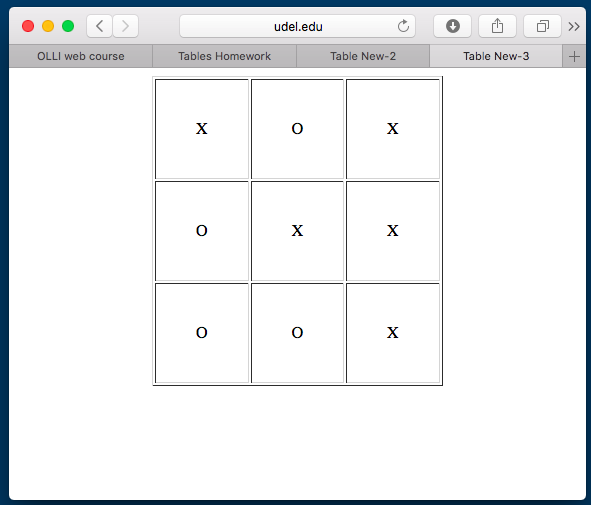 udel.edu
OLLI web course Tables Homework Table New-2 Table New-3
x o x
o x x
o o x